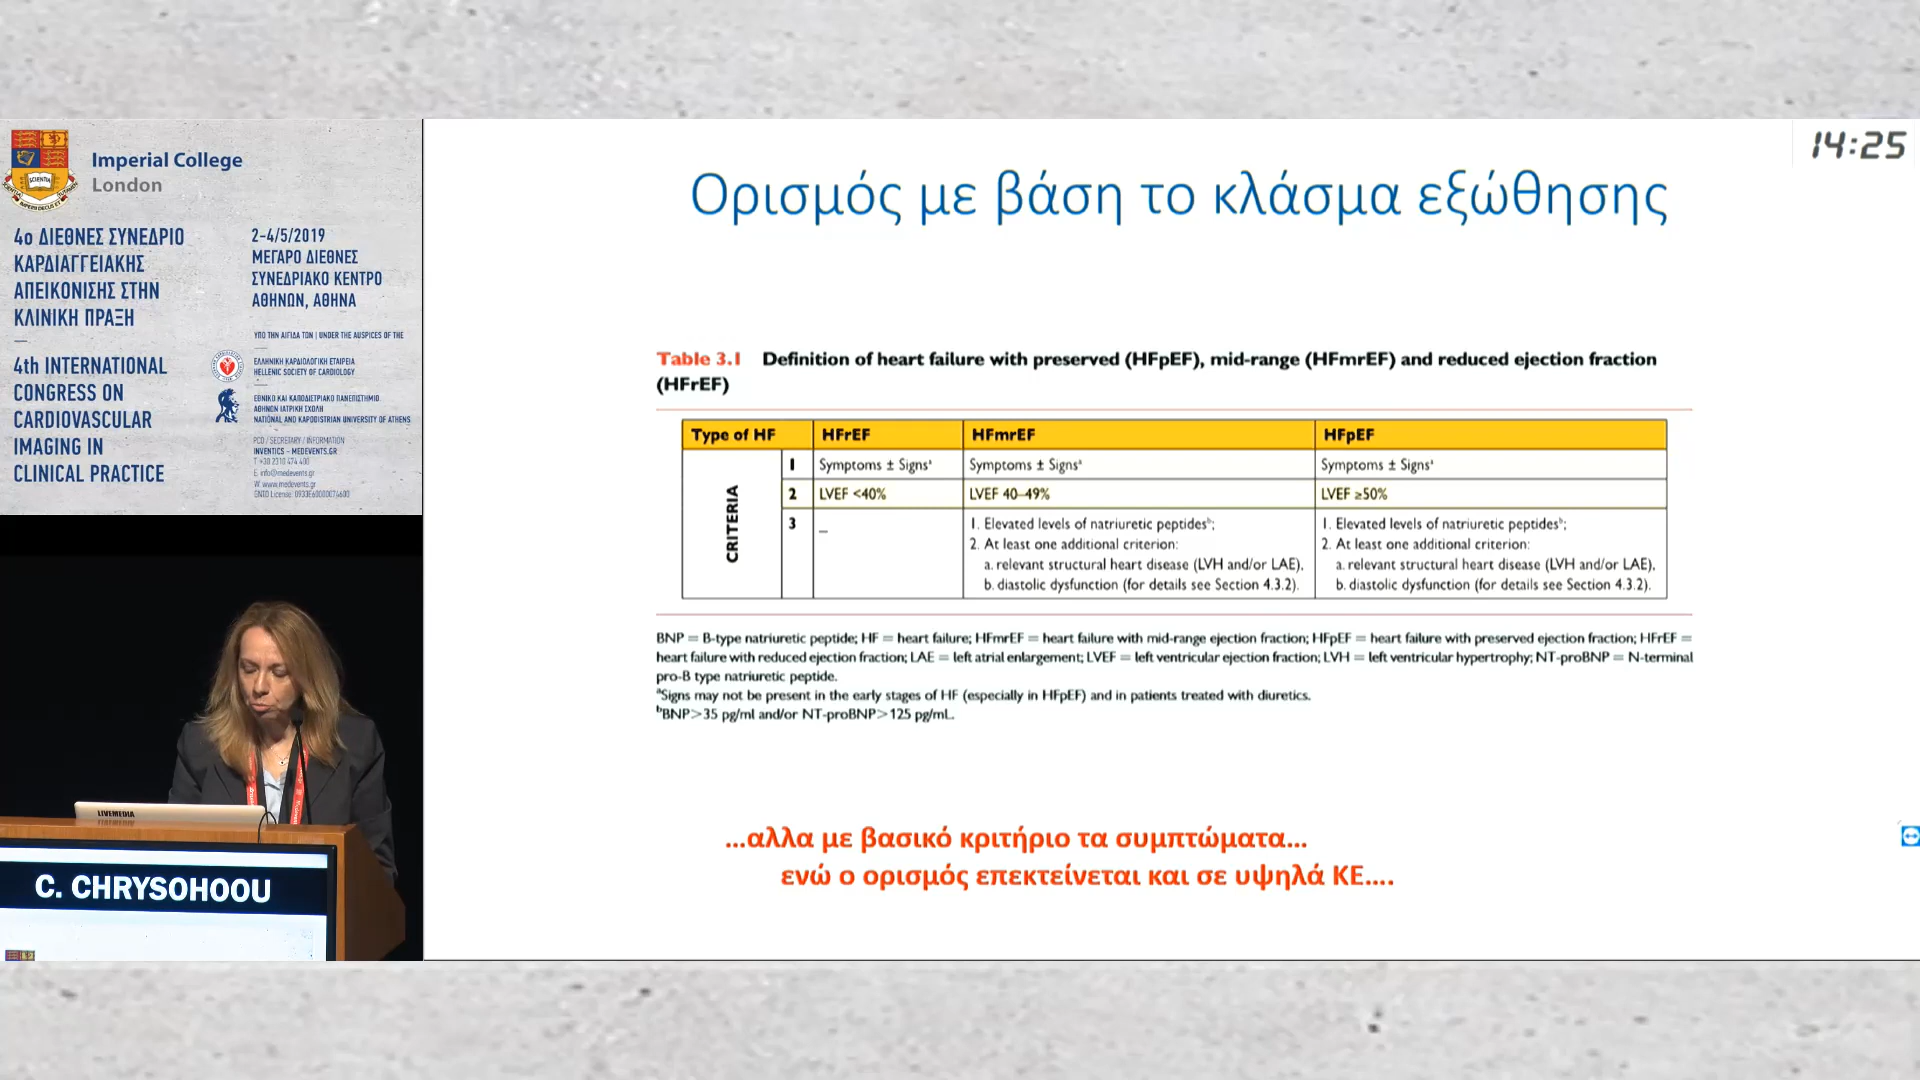 Imperial College
London
4ο ΔΙΕΘΝΕΣ ΣΥΝΕΔΡΙΟ
ΚΑΡΔΙΑΓΓΕΙΑΚΗΣ
ΑΠΕΙΚΟΝΙΣΗΣ ΣΤΗΝ
ΚΛΙΝΙΚΗ ΠΡΑΞΗ
—
4th INTERNATIONAL
CONGRESS ON
CARDIOVASCULAR
IMAGING IN
CLINICAL PRACTICE
2-4/5/2019
ΜΕΓΑΡΟ ΔΙΕΘΝΕΣ
ΣΥΝΕΔΡΙΑΚΟ ΚΕΝΤΡΟ
ΑΘΗΝΩΝ, ΑΘΗΝΑ
ΥΠΟ ΤΗΝ ΑΙΓΙΔΑ ΤΩΝ | UNDER THE AUSPICES OF THE
ΕΛΛΗΝΙΚΗ ΚΑΡΔΙΟΛΟΓΙΚΗ ΕΤΑΙΡΕΙΑ
HELLENIC SOCIETY OF CARDIOLOGY
ΕΘΝΙΚΟ ΚΑΙ ΚΑΠΟΔΙΣΤΡΙΑΚΟ ΠΑΝΕΠΙΣΤΗΜΙΟ
ΑΘΗΝΩΝ ΙΑΤΡΙΚΗ ΣΧΟΛΗ
NATIONAL AND KAPODISTRIAN UNIVERSITY OF ATHENS
PCO / SECRETARY / INFORMATION
INVENTICS - MEDEVENTS.GR
T +30 2310 474 400
E info@medevents.gr
W www.medevents.gr
LIVEMEDIA
C. CHRYSOHOOU
14:25
Ορισμός με βάση το κλάσμα εξώθησης
Table 3.1 Definition of heart failure with preserved (HFpEF), mid-range (HFmrEF) and reduced ejection fraction
(HFrEF)
Type of HF HFrEF HFmrEF HFpEF
CRITERIA
1 Symptoms ± Signsᵃ Symptoms ± Signsᵃ Symptoms ± Signsᵃ
2 LVEF <40% LVEF 40–49% LVEF ≥50%
3 – 1. Elevated levels of natriuretic peptidesᵇ; 1. Elevated levels of natriuretic peptidesᵇ;
2. At least one additional criterion: 2. At least one additional criterion:
a. relevant structural heart disease (LVH and/or LAE), a. relevant structural heart disease (LVH and/or LAE),
b. diastolic dysfunction (for details see Section 4.3.2). b. diastolic dysfunction (for details see Section 4.3.2).
BNP = B-type natriuretic peptide; HF = heart failure; HFmrEF = heart failure with mid-range ejection fraction; HFpEF = heart failure with preserved ejection fraction; HFrEF =
heart failure with reduced ejection fraction; LAE = left atrial enlargement; LVEF = left ventricular ejection fraction; LVH = left ventricular hypertrophy; NT-proBNP = N-terminal
pro-B type natriuretic peptide.
ᵃSigns may not be present in the early stages of HF (especially in HFpEF) and in patients treated with diuretics.
ᵇBNP>35 pg/ml and/or NT-proBNP>125 pg/mL.
...αλλα με βασικό κριτήριο τα συμπτώματα...
ενώ ο ορισμός επεκτείνεται και σε υψηλά ΚΕ....